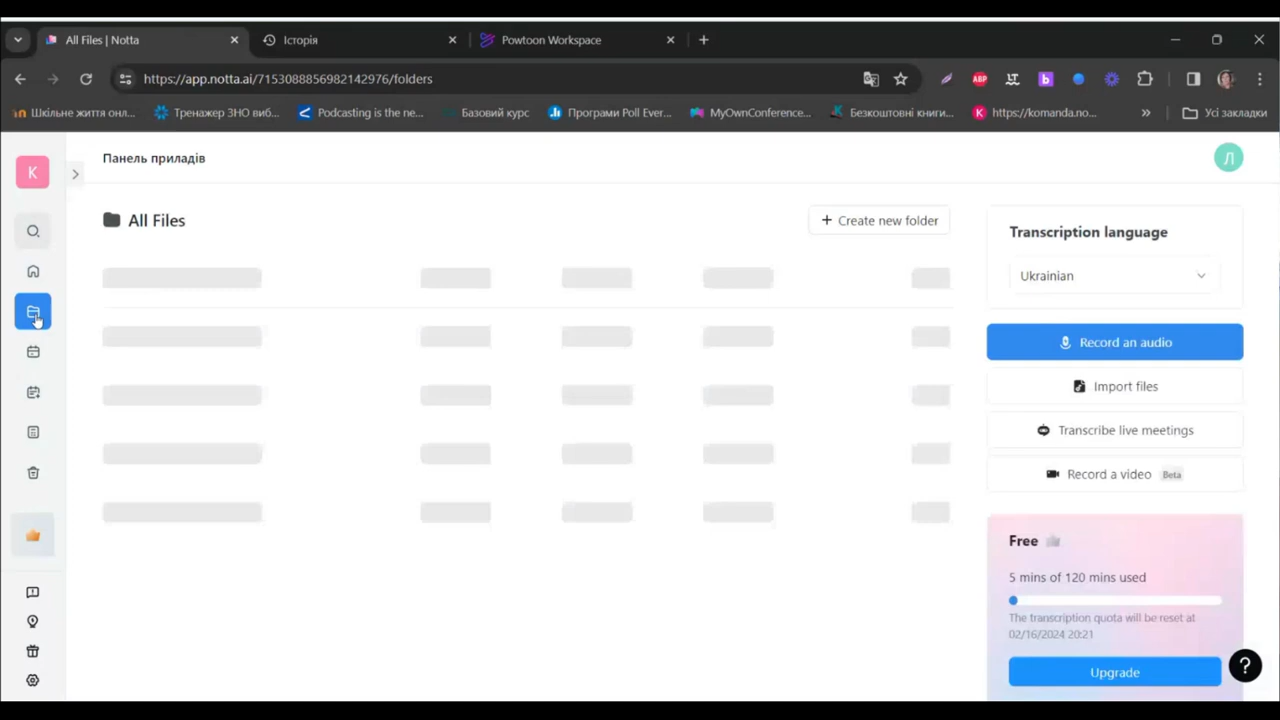 All Files | Notta
Історія
Powtoon Workspace
https://app.notta.ai/7153088856982142976/folders
ABP
b
Шкільне життя онл...
Тренажер ЗНО виб...
Podcasting is the ne...
Базовий курс
Програми Poll Ever...
MyOwnConference...
Безкоштовні книги...
K
https://komanda.no...
»
Усі закладки
K
Панель приладів
Л
All Files
+ Create new folder
Transcription language
Ukrainian
Record an audio
Import files
Transcribe live meetings
Record a video Beta
Free
5 mins of 120 mins used
The transcription quota will be reset at
02/16/2024 20:21
Upgrade
?